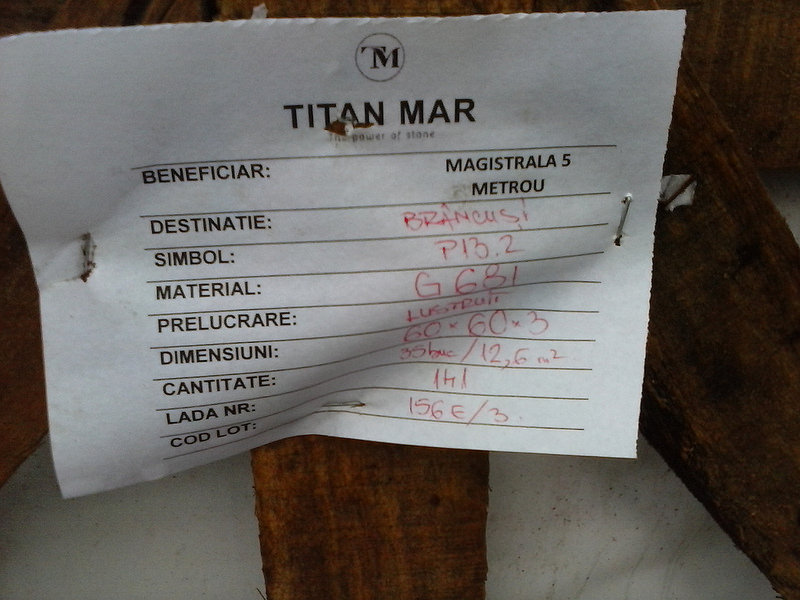 TM
TITAN MAR
The power of stone
BENEFICIAR: MAGISTRALA 5
METROU
DESTINATIE: BRÂNCUȘI
SIMBOL: P13.2
MATERIAL: G 681
PRELUCRARE: LUSTRUIT
DIMENSIUNI: 60×60×3
CANTITATE: 35buc/12,6 m2
LADA NR: 141
COD LOT: 156E/3